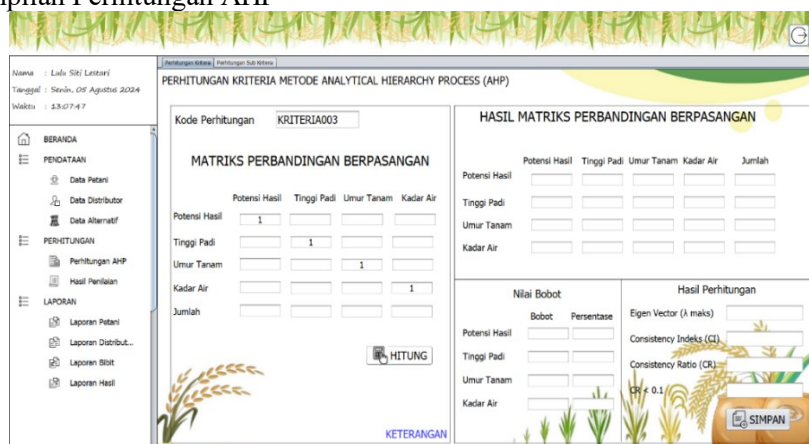 Perhitungan AHP
Nama : Lulu Siti Lestari
Tanggal : Senin, 05 Agustus 2024
Waktu : 13:07:47
BERANDA
PENDATAAN
Data Petani
Data Distributor
Data Alternatif
PERHITUNGAN
Perhitungan AHP
Hasil Penilaian
LAPORAN
Laporan Petani
Laporan Distribut...
Laporan Bibit
Laporan Hasil
Perhitungan Kriteria Perhitungan Sub Kriteria
PERHITUNGAN KRITERIA METODE ANALYTICAL HIERARCHY PROCESS (AHP)
Kode Perhitungan KRITERIA003
MATRIKS PERBANDINGAN BERPASANGAN
Potensi Hasil Tinggi Padi Umur Tanam Kadar Air
Potensi Hasil 1
Tinggi Padi 1
Umur Tanam 1
Kadar Air 1
Jumlah
HITUNG
KETERANGAN
HASIL MATRIKS PERBANDINGAN BERPASANGAN
Potensi Hasil Tinggi Padi Umur Tanam Kadar Air Jumlah
Potensi Hasil
Tinggi Padi
Umur Tanam
Kadar Air
Nilai Bobot
Bobot Persentase
Potensi Hasil
Tinggi Padi
Umur Tanam
Kadar Air
Hasil Perhitungan
Eigen Vector (λ maks)
Consistency Indeks (CI)
Consistency Ratio (CR)
CR < 0.1
SIMPAN